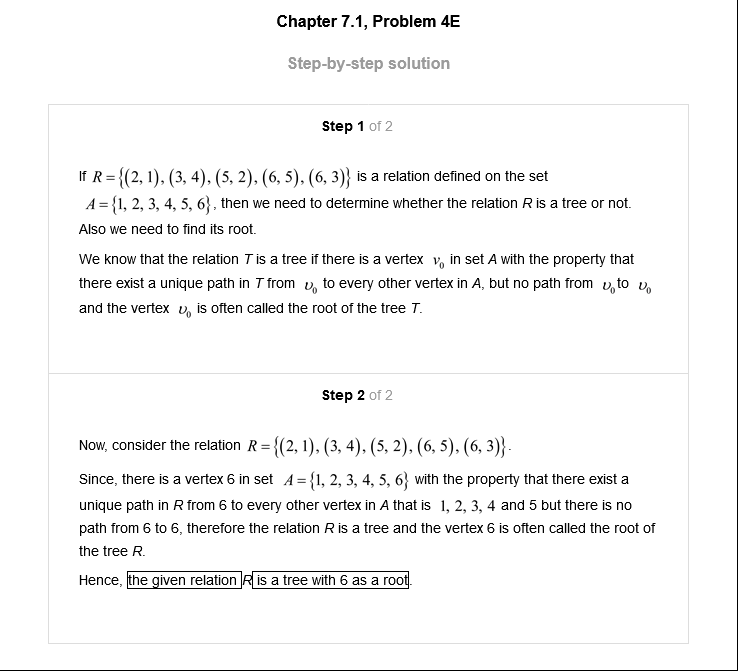 Chapter 7.1, Problem 4E
Step-by-step solution
Step 1 of 2
If R = {(2, 1), (3, 4), (5, 2), (6, 5), (6, 3)} is a relation defined on the set
A = {1, 2, 3, 4, 5, 6}, then we need to determine whether the relation R is a tree or not.
Also we need to find its root.
We know that the relation T is a tree if there is a vertex v₀ in set A with the property that
there exist a unique path in T from υ₀ to every other vertex in A, but no path from υ₀ to υ₀
and the vertex υ₀ is often called the root of the tree T.
Step 2 of 2
Now, consider the relation R = {(2, 1), (3, 4), (5, 2), (6, 5), (6, 3)}.
Since, there is a vertex 6 in set A = {1, 2, 3, 4, 5, 6} with the property that there exist a
unique path in R from 6 to every other vertex in A that is 1, 2, 3, 4 and 5 but there is no
path from 6 to 6, therefore the relation R is a tree and the vertex 6 is often called the root of
the tree R.
Hence, the given relation R is a tree with 6 as a root.